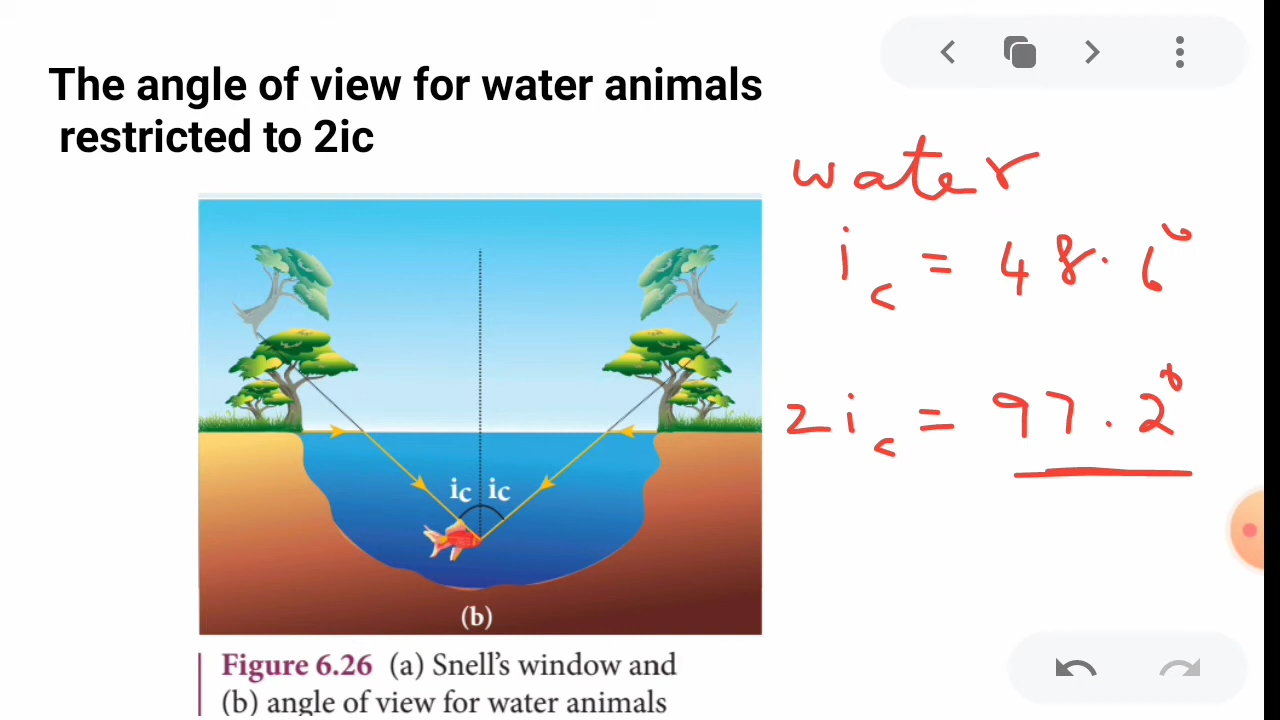 The angle of view for water animals
restricted to 2ic
water
ic = 48.6°
2ic = 97.2°
ic ic
(b)
Figure 6.26 (a) Snell's window and
(b) angle of view for water animals